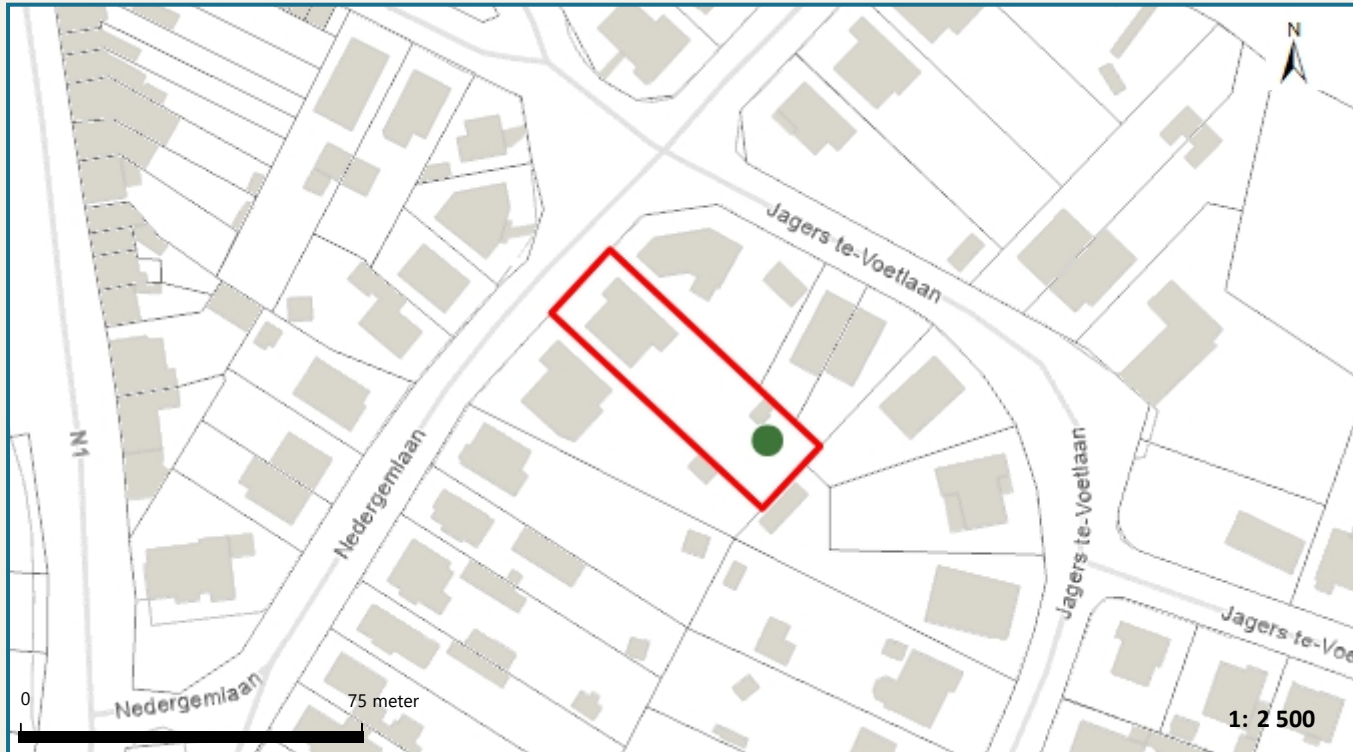 N
Jagers te-Voetlaan
N1
Nedergemlaan
Jagers te-Voetlaan
Jagers te-Voe
Nedergemlaan
0
75 meter
1: 2 500